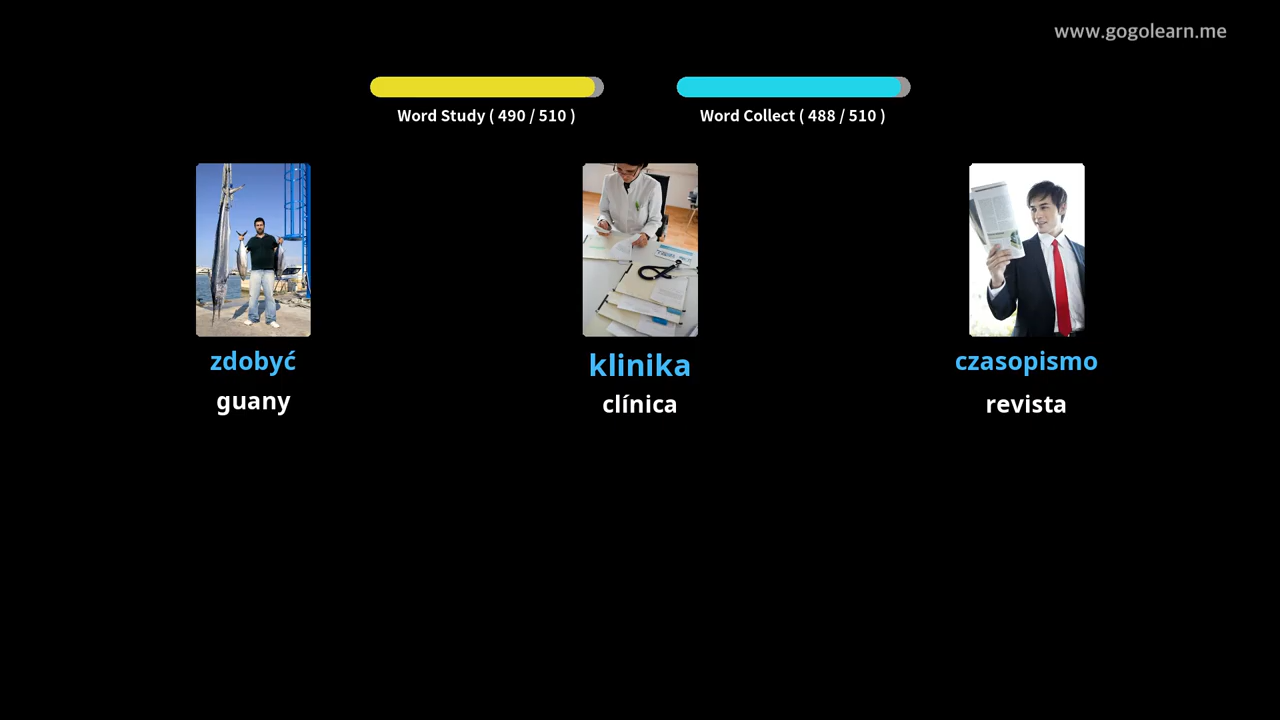 www.gogolearn.me
Word Study ( 490 / 510 )
Word Collect ( 488 / 510 )
zdobyć
klinika
czasopismo
guany
clínica
revista